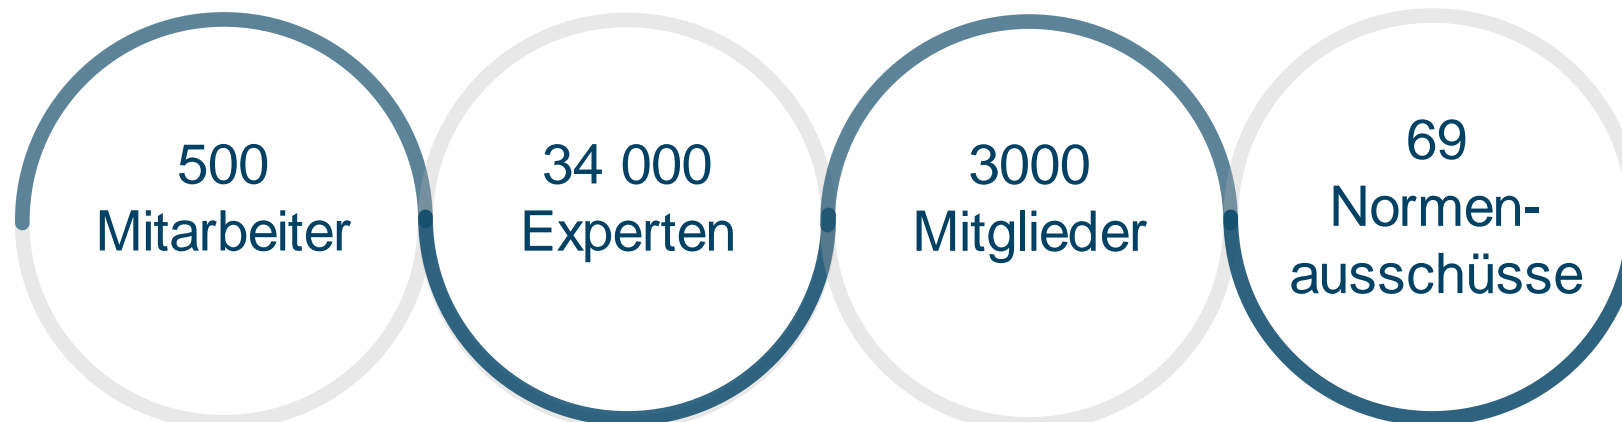 500
Mitarbeiter
34 000
Experten
3000
Mitglieder
69
Normen-
ausschüsse